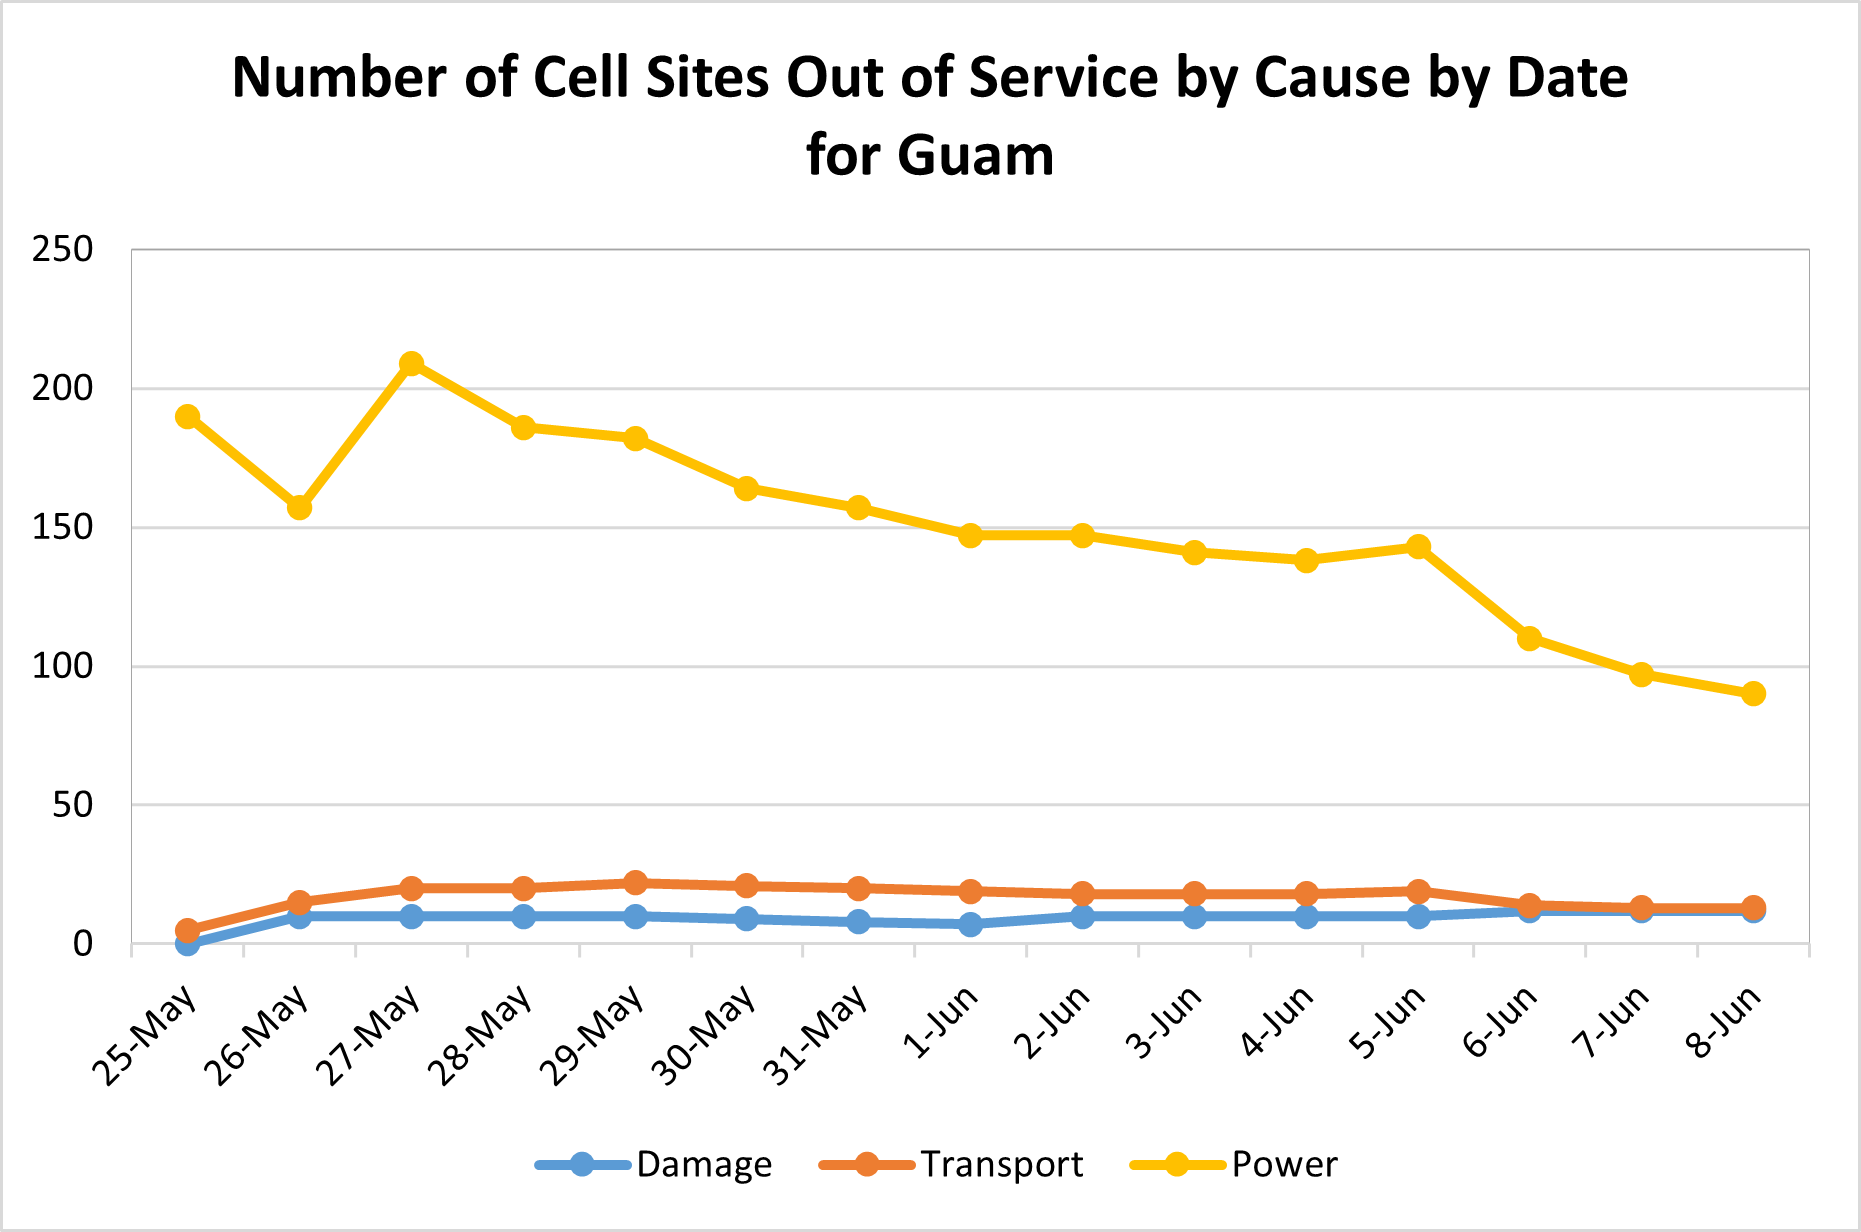 Number of Cell Sites Out of Service by Cause by Date
for Guam
250
200
150
100
50
0
25-May
26-May
27-May
28-May
29-May
30-May
31-May
1-Jun
2-Jun
3-Jun
4-Jun
5-Jun
6-Jun
7-Jun
8-Jun
Damage Transport Power